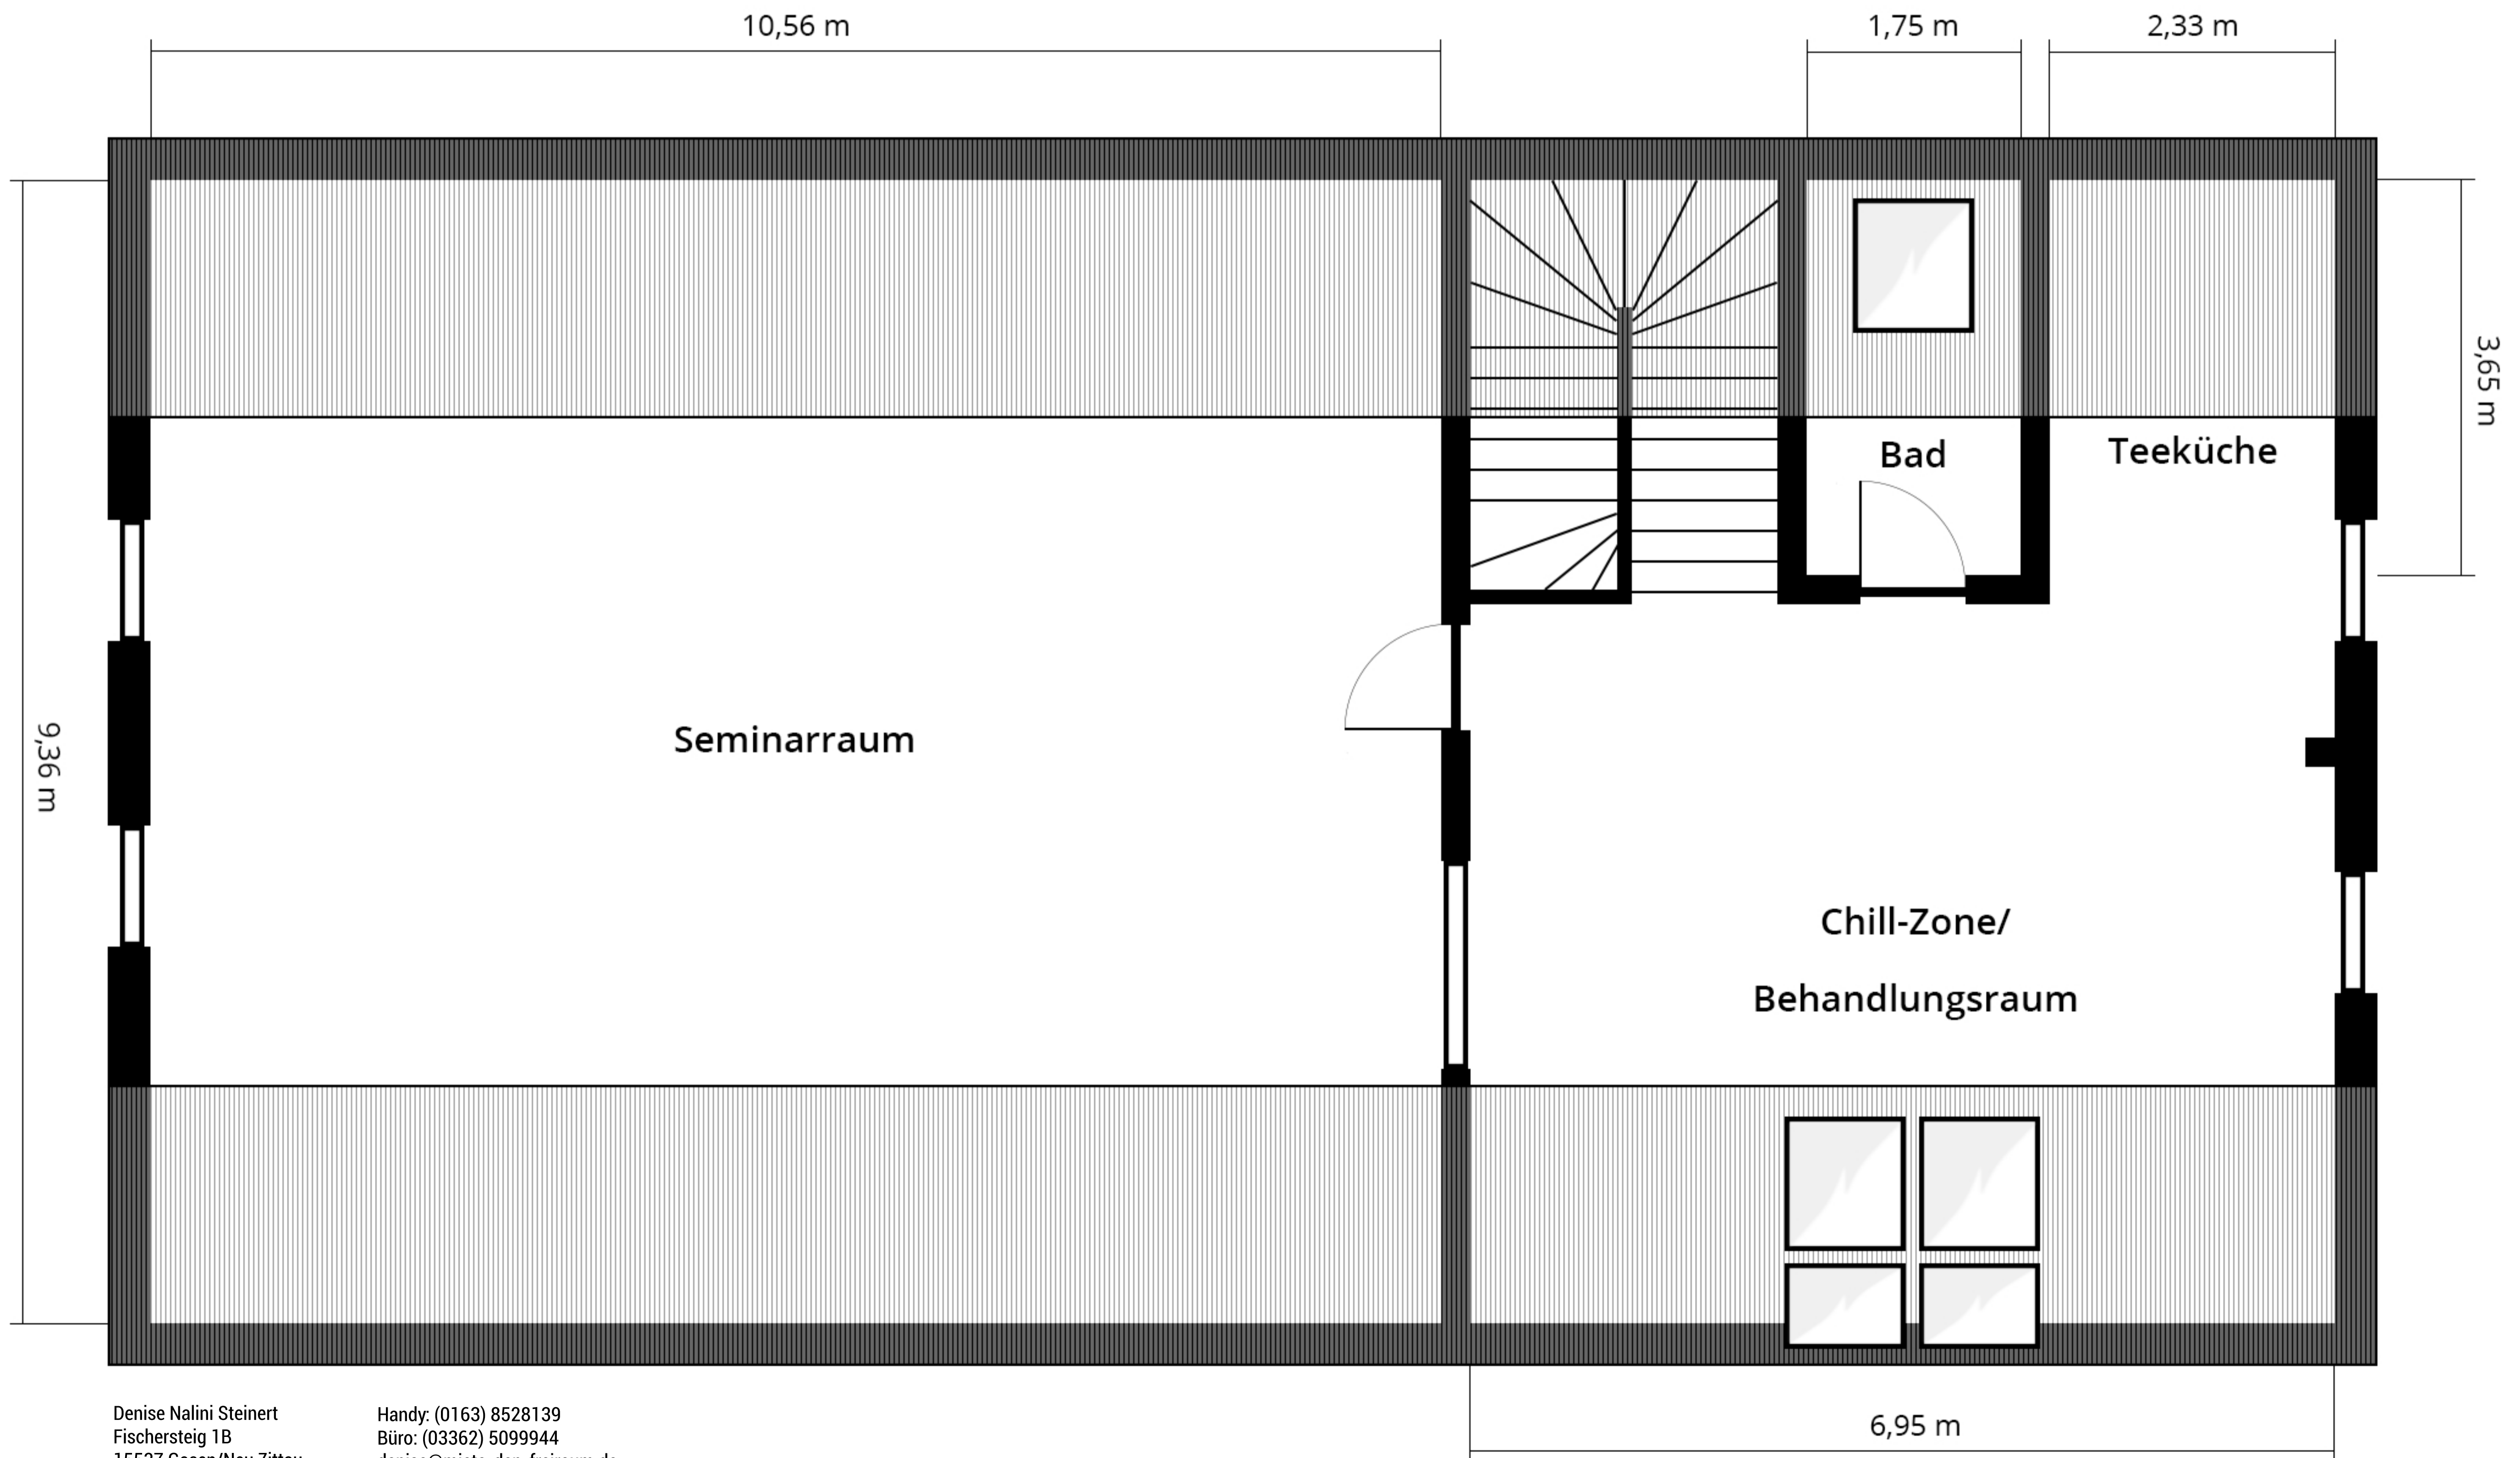 10,56 m
1,75 m
2,33 m
3,65 m
Bad
Teeküche
Seminarraum
9,36 m
Chill-Zone/
Behandlungsraum
6,95 m
Denise Nalini Steinert
Fischersteig 1B
Handy: (0163) 8528139
Büro: (03362) 5099944